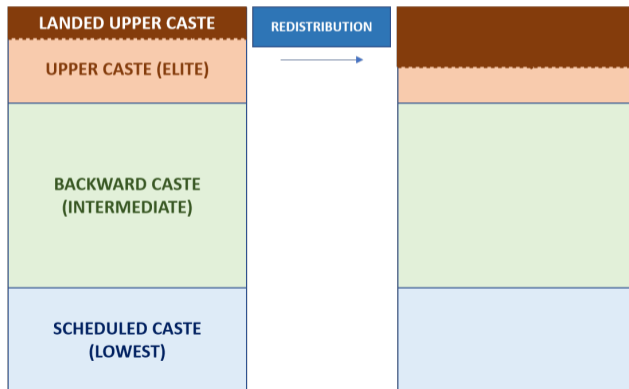 LANDED UPPER CASTE
REDISTRIBUTION
UPPER CASTE (ELITE)
BACKWARD CASTE
(INTERMEDIATE)
SCHEDULED CASTE
(LOWEST)